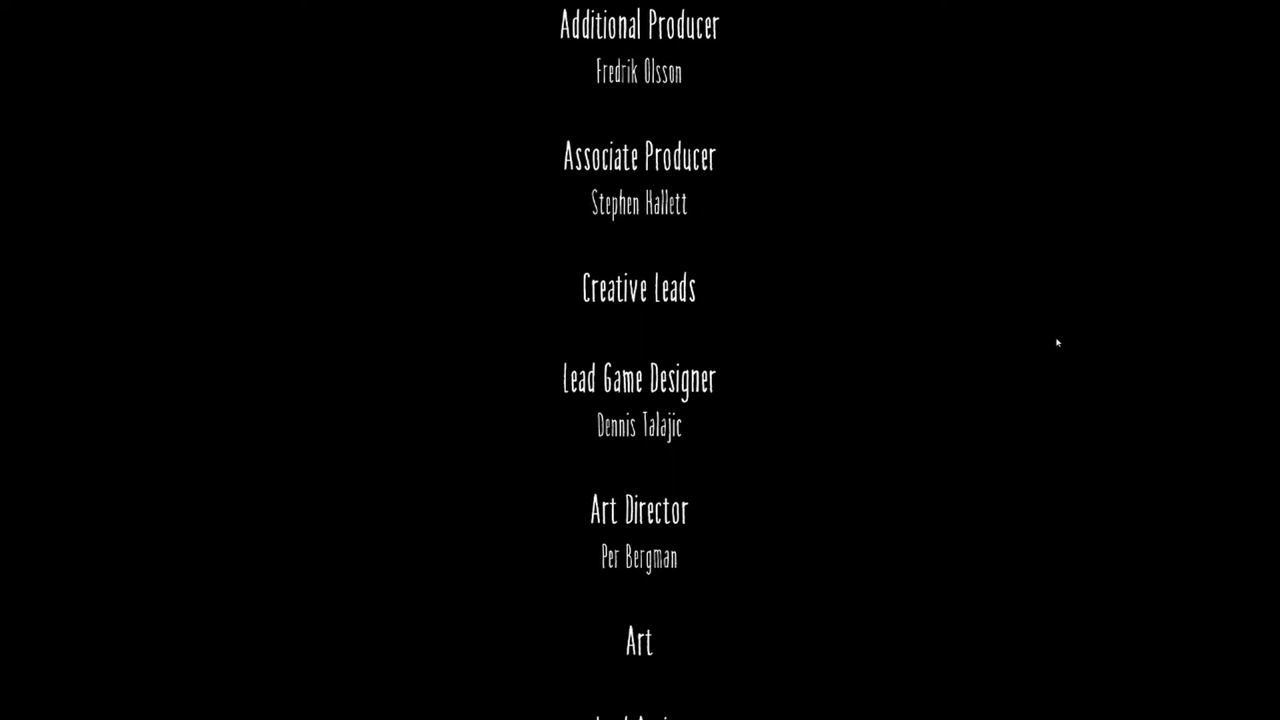 Additional Producer
Fredrik Olsson
Associate Producer
Stephen Hallett
Creative Leads
Lead Game Designer
Dennis Talajic
Art Director
Per Bergman
Art